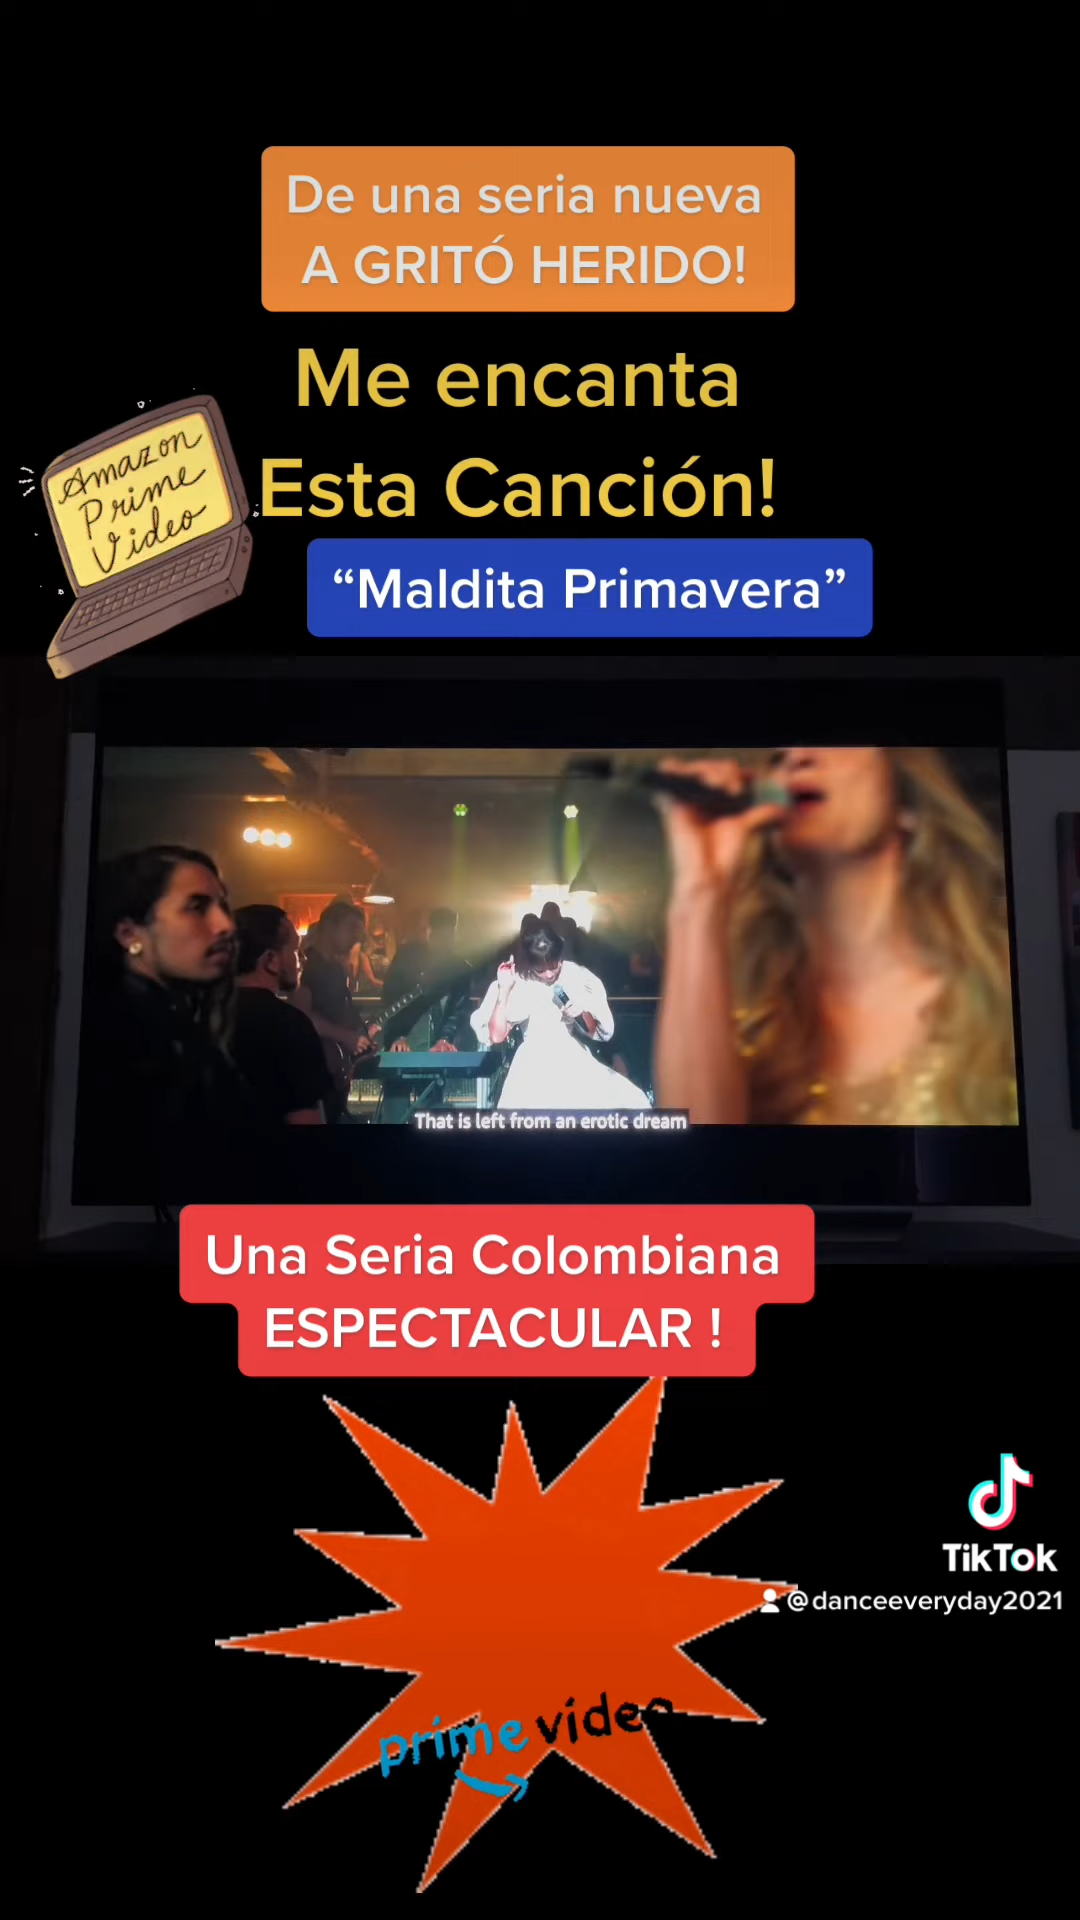 De una seria nueva
A GRITÓ HERIDO!
Me encanta
Esta Canción!
Amazon
Prime
Video
“Maldita Primavera”
That is left from an erotic dream
Una Seria Colombiana
ESPECTACULAR !
TikTok
@danceeveryday2021
prime video